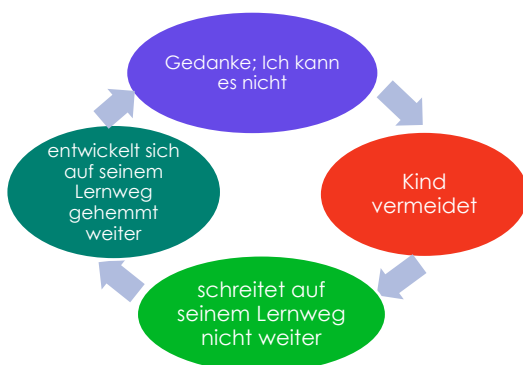 Gedanke; Ich kann
es nicht
Kind
vermeidet
schreitet auf
seinem Lernweg
nicht weiter
entwickelt sich
auf seinem
Lernweg
gehemmt
weiter